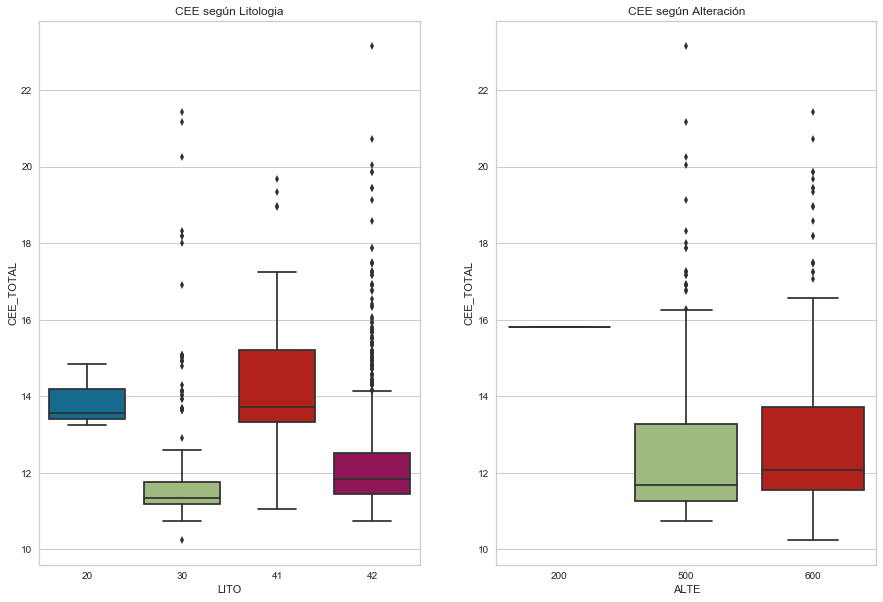 CEE según Litologia
CEE_TOTAL
22
20
18
16
14
12
10
20 30 41 42
LITO
CEE según Alteración
CEE_TOTAL
22
20
18
16
14
12
10
200 500 600
ALTE